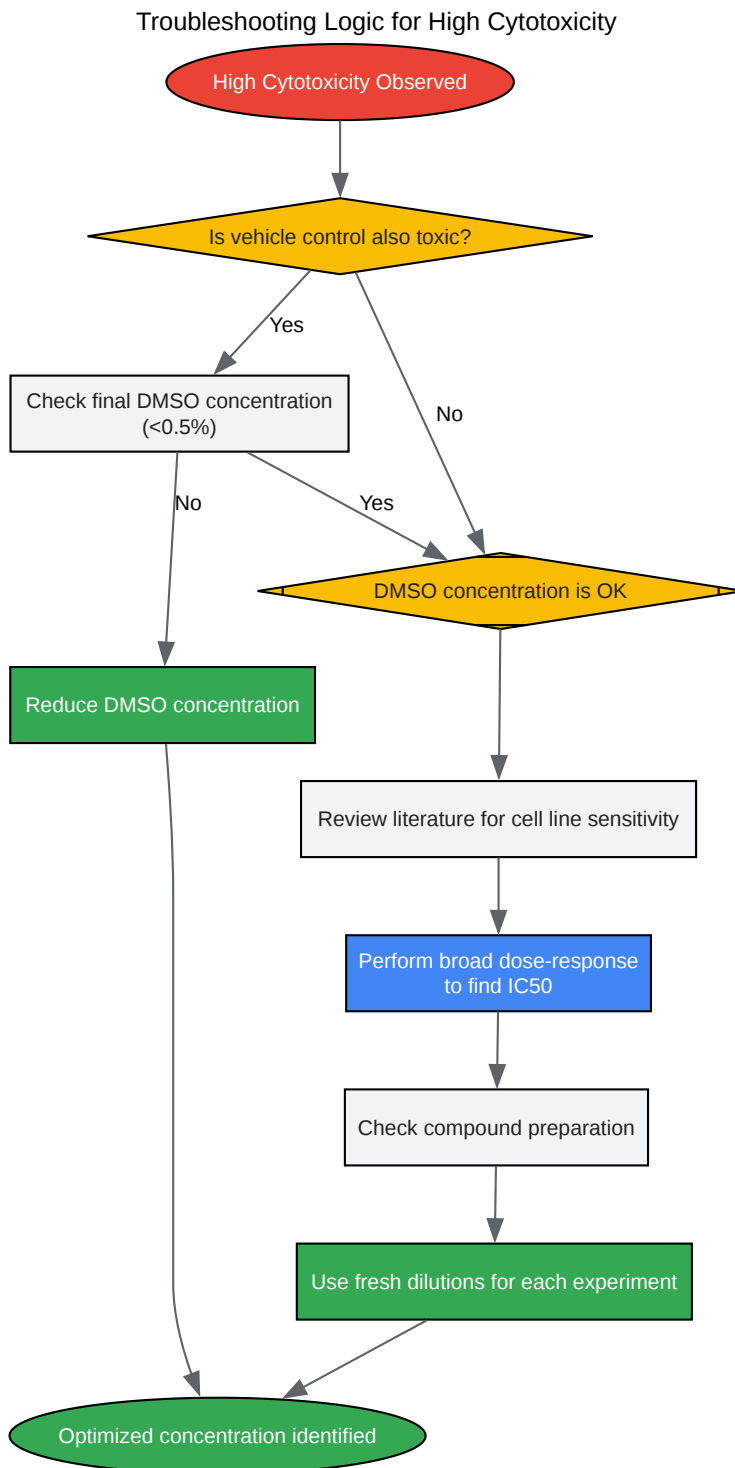 Troubleshooting Logic for High Cytotoxicity
High Cytotoxicity Observed
Is vehicle control also toxic?
Yes
Check final DMSO concentration
(<0.5%)
No
No
Yes
DMSO concentration is OK
Reduce DMSO concentration
Review literature for cell line sensitivity
Perform broad dose-response
to find IC50
Check compound preparation
Use fresh dilutions for each experiment
Optimized concentration identified